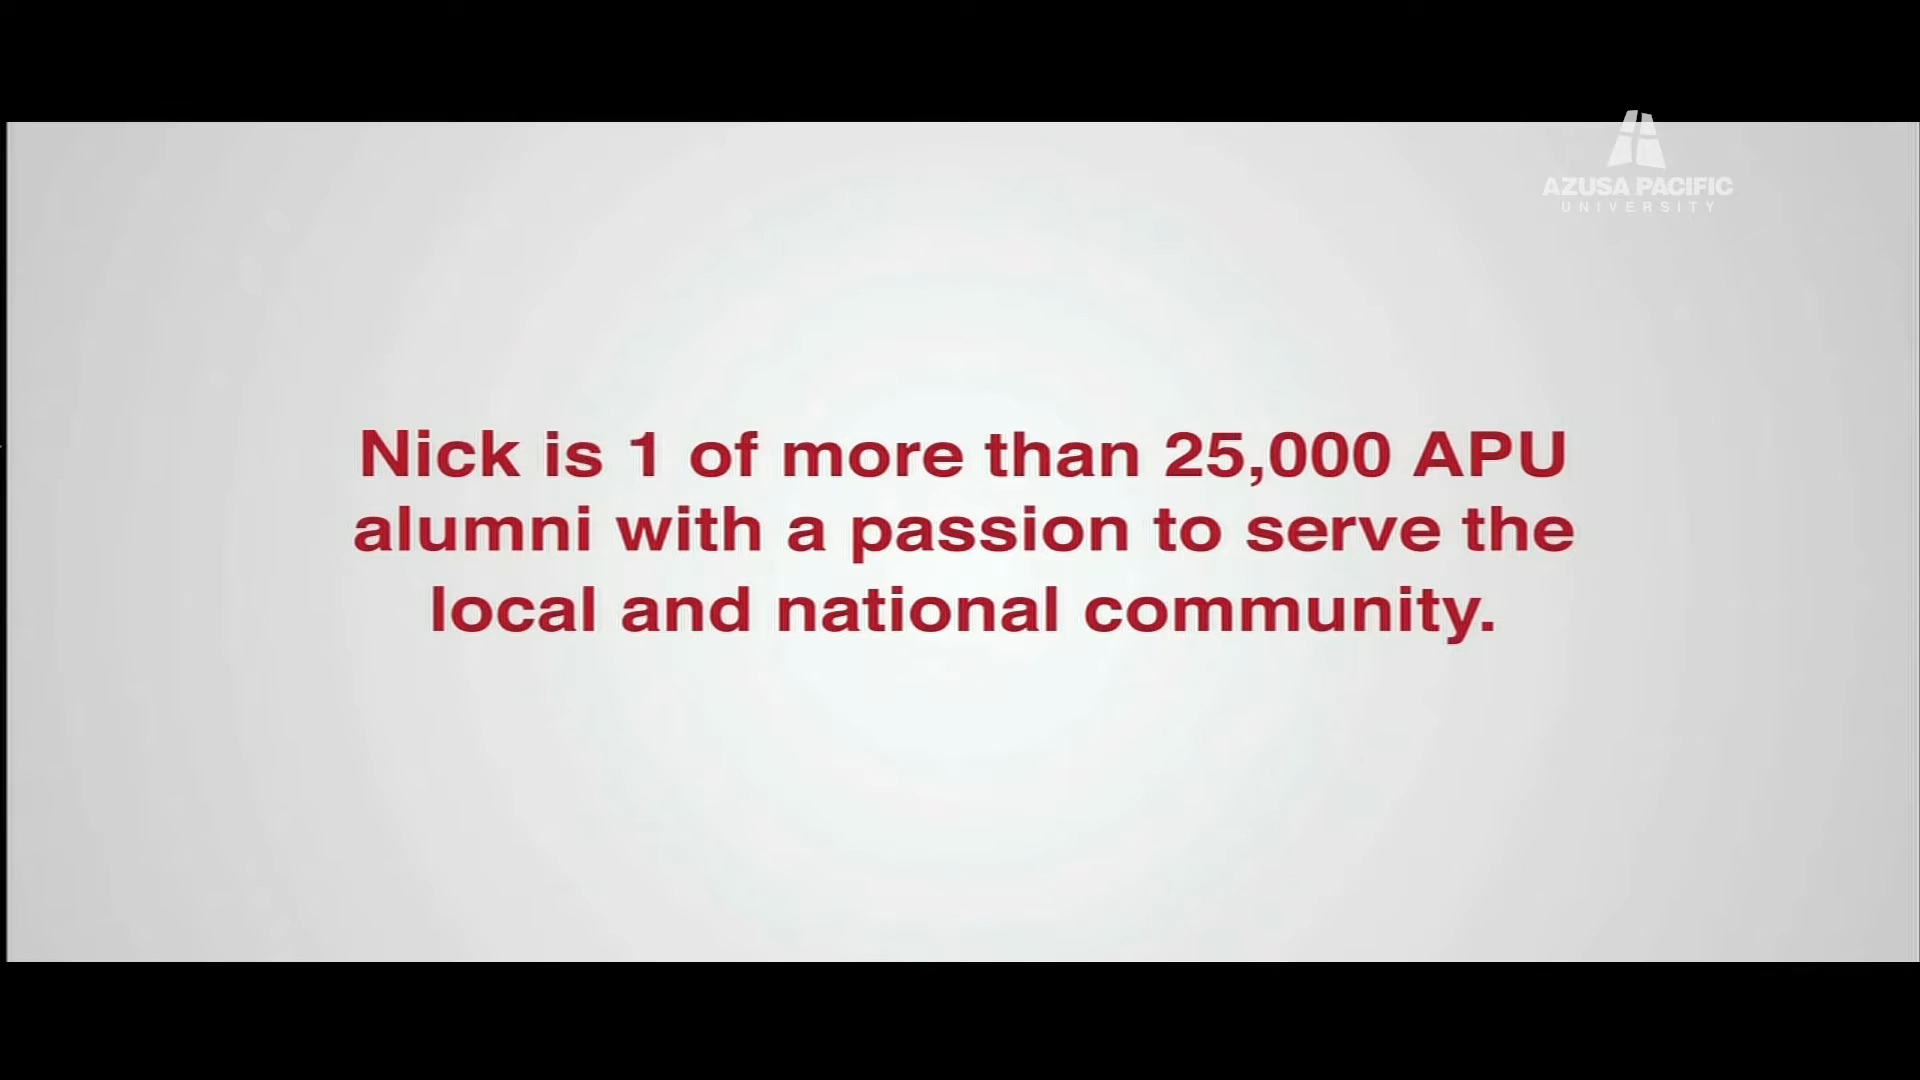 AZUSA PACIFIC
UNIVERSITY
Nick is 1 of more than 25,000 APU
alumni with a passion to serve the
local and national community.